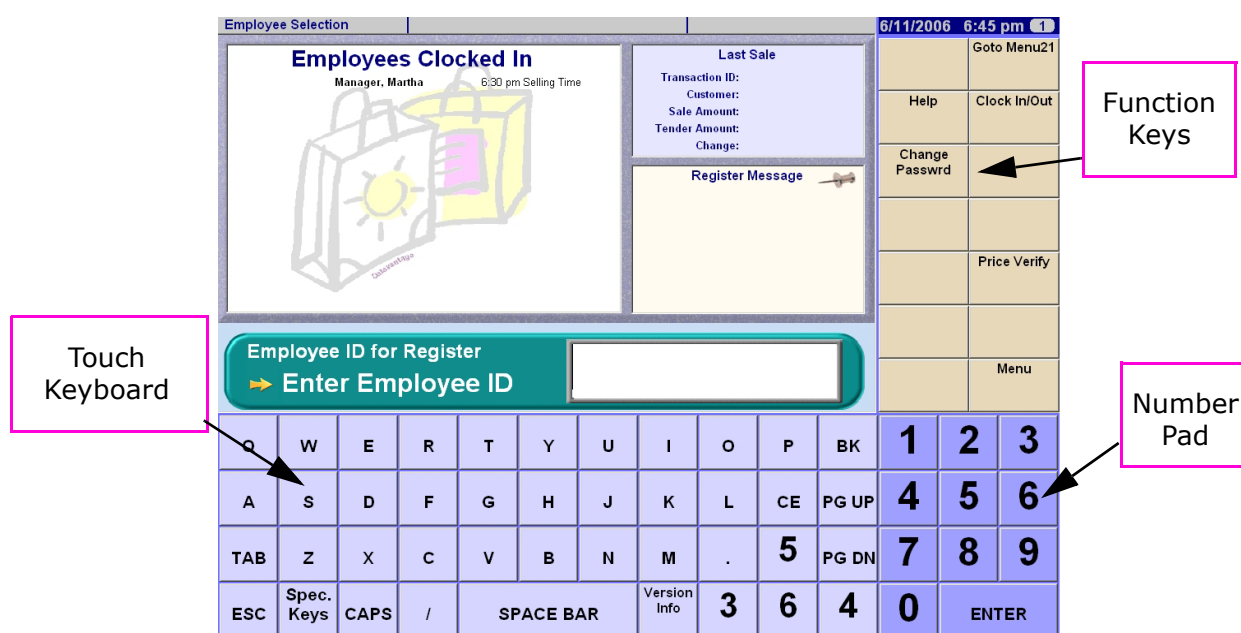 Employee Selection
6/11/2006 6:45 pm 1
Employees Clocked In
Manager, Martha 6:30 pm Selling Time
Datavantage
Last Sale
Transaction ID:
Customer:
Sale Amount:
Tender Amount:
Change:
Register Message
Goto Menu21
Help Clock In/Out
Chang
Passwrd
Price Verify
Menu
Function
Keys
Touch
Keyboard
Number
Pad
Employee ID for Register
Enter Employee ID
Q W E R T Y U I O P BK 1 2 3
A S D F G H J K L CE PG UP 4 5 6
TAB Z X C V B N M . 5 PG DN 7 8 9
ESC Spec. Keys CAPS / SPACE BAR Version Info 3 6 4 0 ENTER